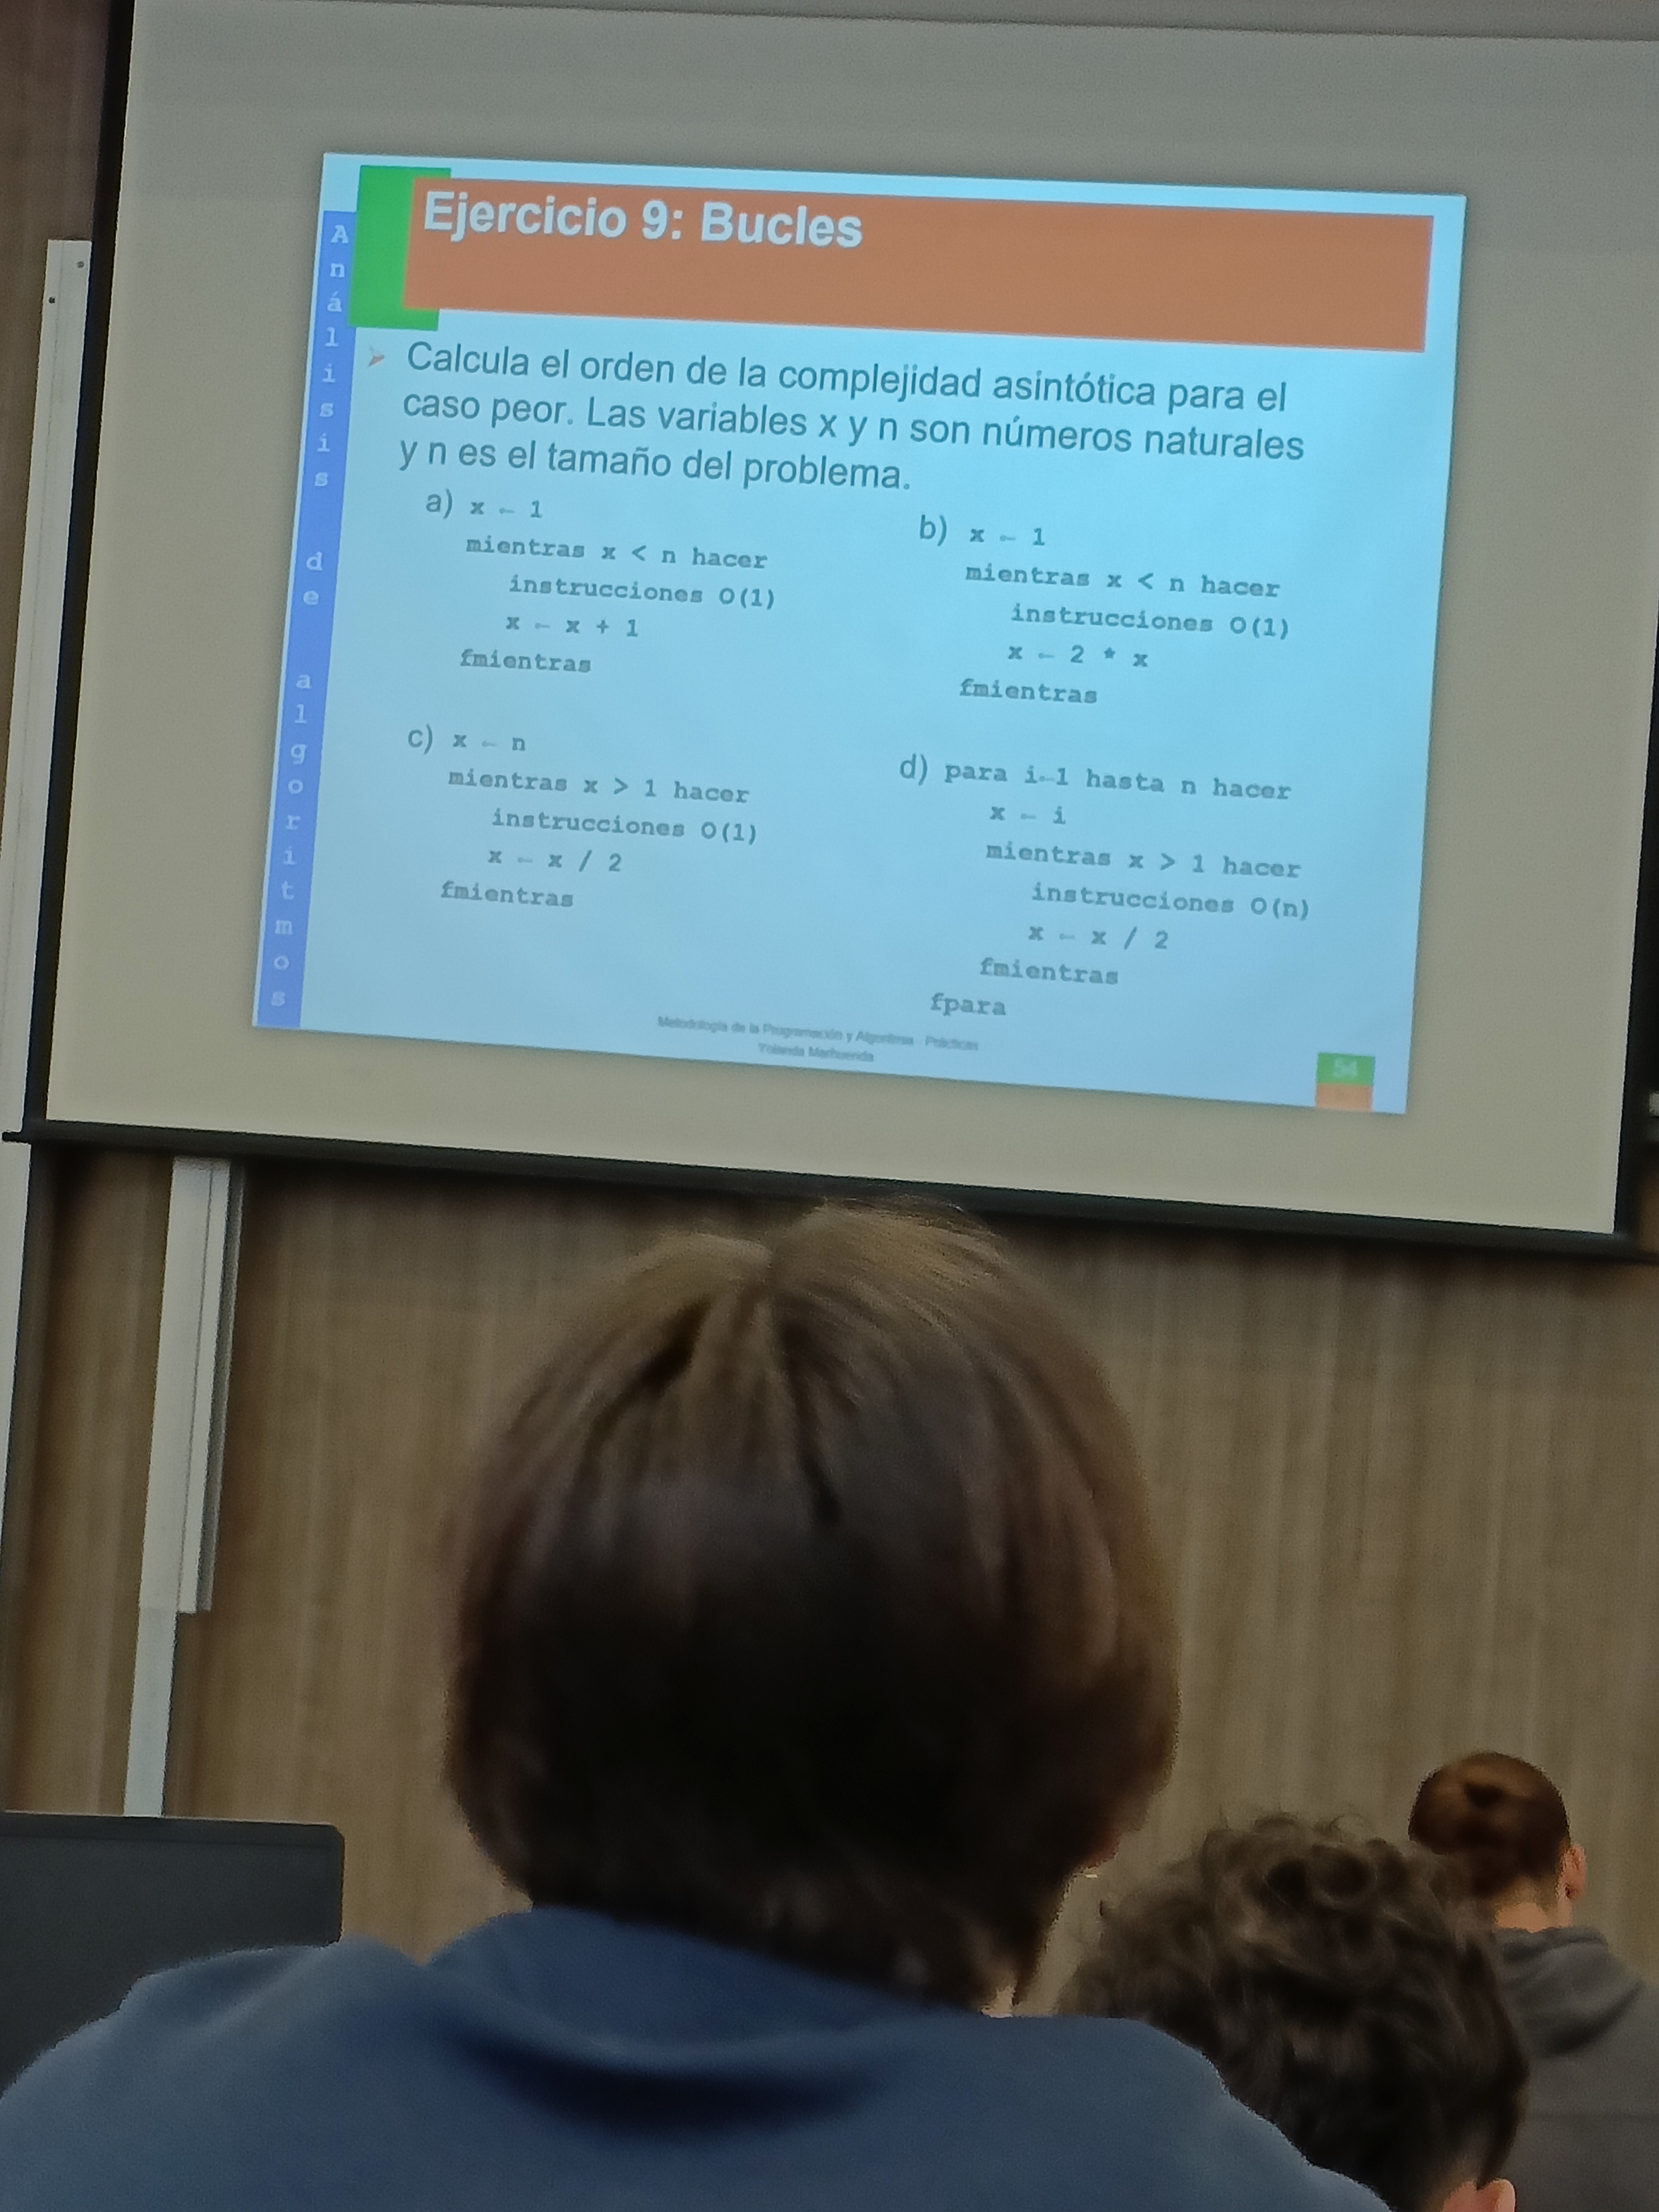 Ejercicio 9: Bucles
Análisis de algoritmos
➢ Calcula el orden de la complejidad asintótica para el
caso peor. Las variables x y n son números naturales
y n es el tamaño del problema.
a) x ← 1
mientras x < n hacer
instrucciones O(1)
x ← x + 1
fmientras
b) x ← 1
mientras x < n hacer
instrucciones O(1)
x ← 2 * x
fmientras
c) x ← n
mientras x > 1 hacer
instrucciones O(1)
x ← x / 2
fmientras
d) para i←1 hasta n hacer
x ← i
mientras x > 1 hacer
instrucciones O(n)
x ← x / 2
fmientras
fpara
Metodología de la Programación y Algoritmia - Prácticas
Yolanda Marhuenda
54